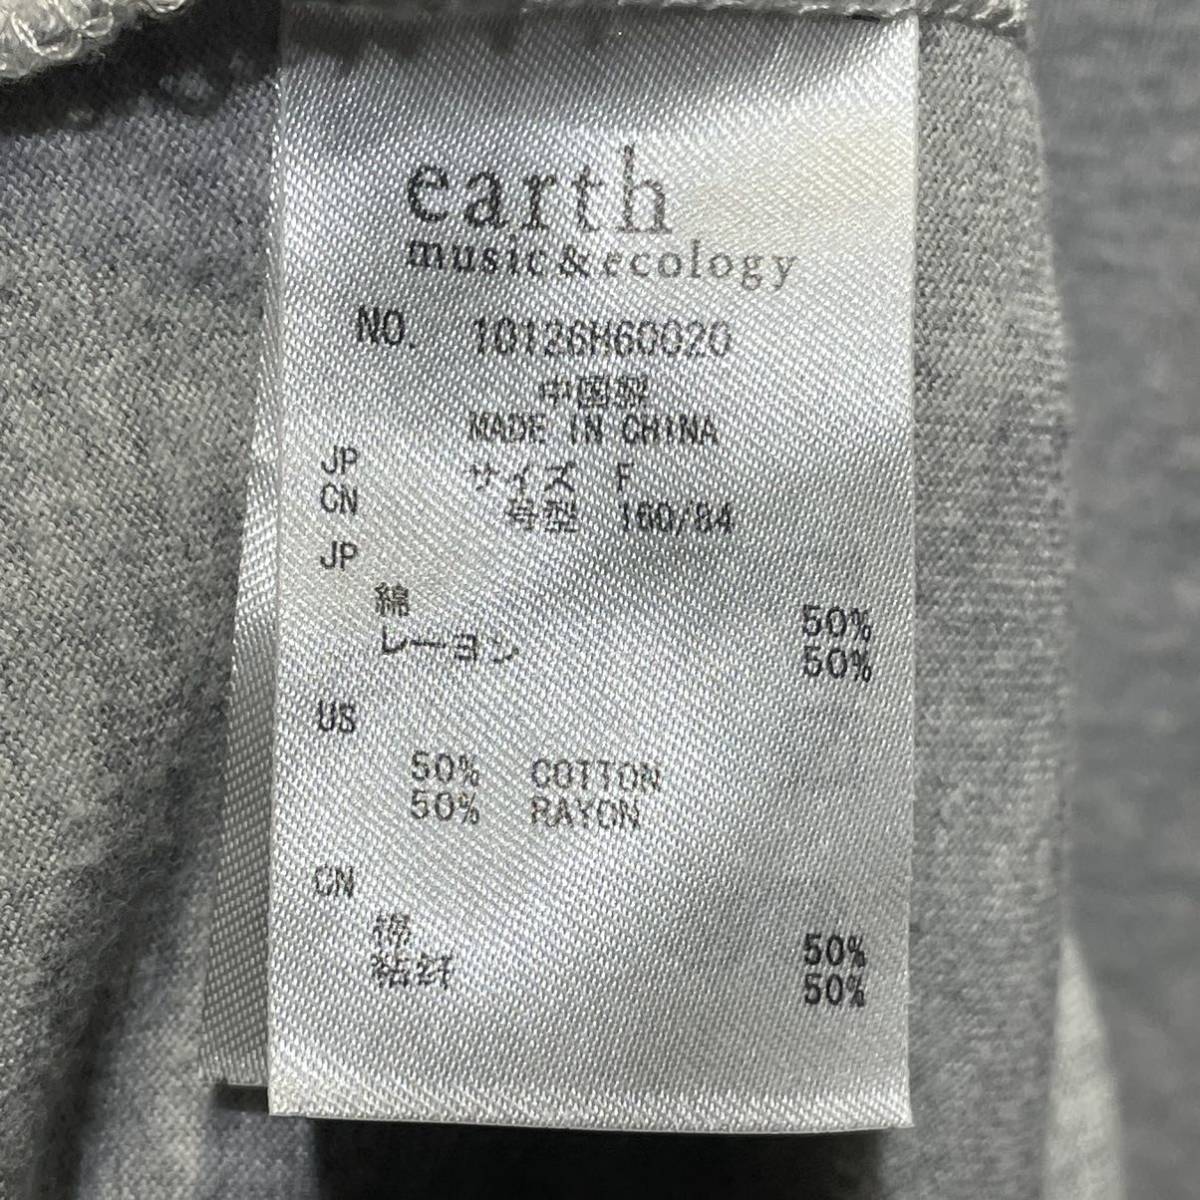 earth
music&ecology
NO. 10126H60020
中国製
MADE IN CHINA
JP サイズ F
CN 号型 160/84
JP
綿 50%
レーヨン 50%
US
50% COTTON
50% RAYON
CN
棉 50%
粘纤 50%